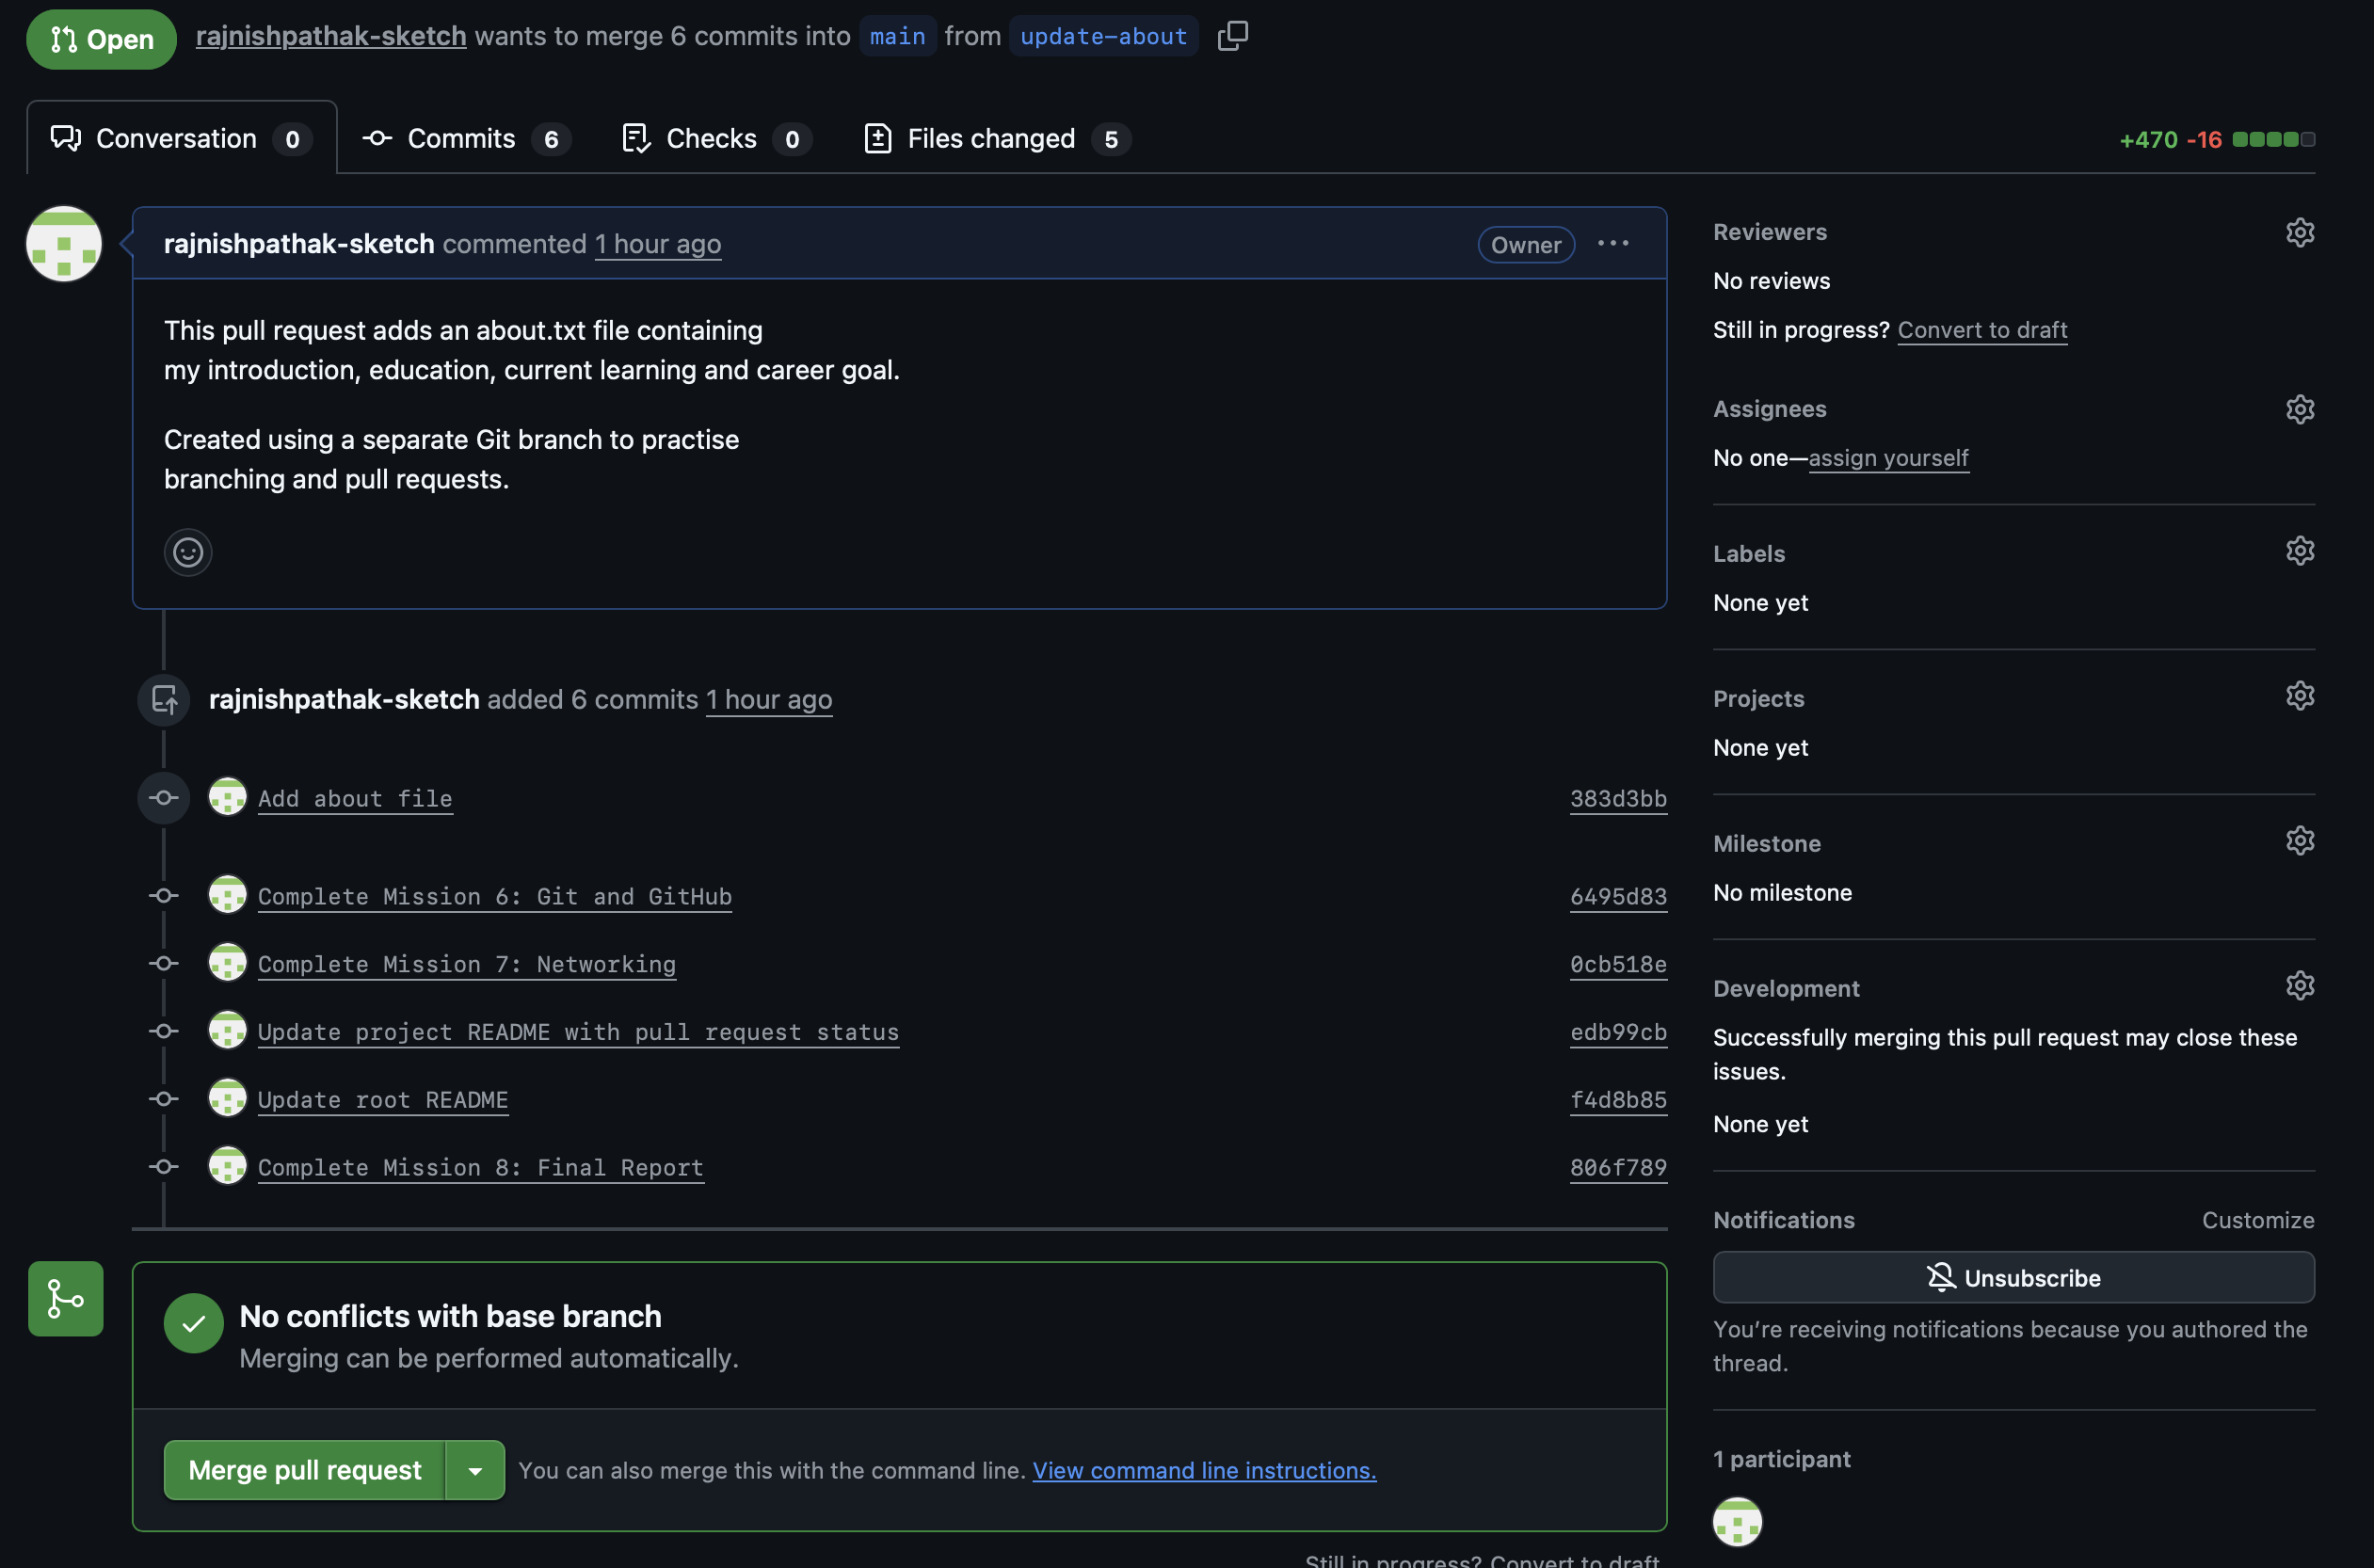 Open rajnishpathak-sketch wants to merge 6 commits into main from update-about
Conversation 0 Commits 6 Checks 0 Files changed 5 +470 -16
rajnishpathak-sketch commented 1 hour ago Owner
This pull request adds an about.txt file containing
my introduction, education, current learning and career goal.
Created using a separate Git branch to practise
branching and pull requests.
rajnishpathak-sketch added 6 commits 1 hour ago
Add about file 383d3bb
Complete Mission 6: Git and GitHub 6495d83
Complete Mission 7: Networking 0cb518e
Update project README with pull request status edb99cb
Update root README f4d8b85
Complete Mission 8: Final Report 806f789
No conflicts with base branch
Merging can be performed automatically.
Merge pull request You can also merge this with the command line. View command line instructions.
Still in progress? Convert to draft
Reviewers
No reviews
Still in progress? Convert to draft
Assignees
No one—assign yourself
Labels
None yet
Projects
None yet
Milestone
No milestone
Development
Successfully merging this pull request may close these
issues.
None yet
Notifications Customize
Unsubscribe
You're receiving notifications because you authored the
thread.
1 participant